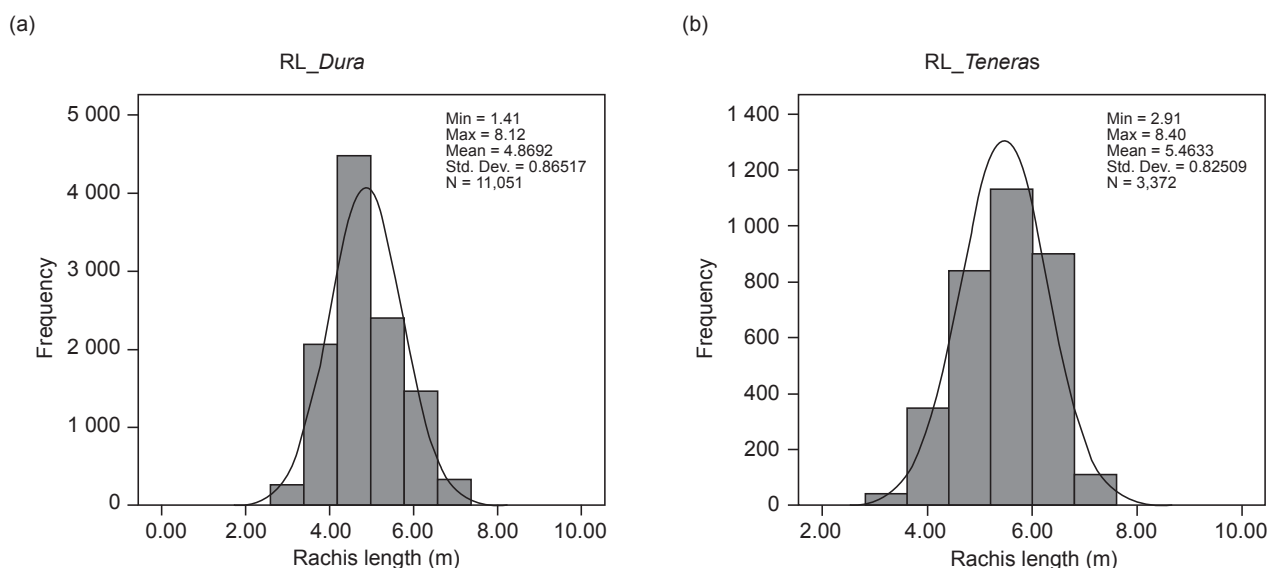 (a)
RL_Dura
Min = 1.41
Max = 8.12
Mean = 4.8692
Std. Dev. = 0.86517
N = 11,051
5 000
4 000
3 000
2 000
1 000
0
Frequency
0.00 2.00 4.00 6.00 8.00 10.00
Rachis length (m)
(b)
RL_Teneras
Min = 2.91
Max = 8.40
Mean = 5.4633
Std. Dev. = 0.82509
N = 3,372
1 400
1 200
1 000
800
600
400
200
0
Frequency
2.00 4.00 6.00 8.00 10.00
Rachis length (m)